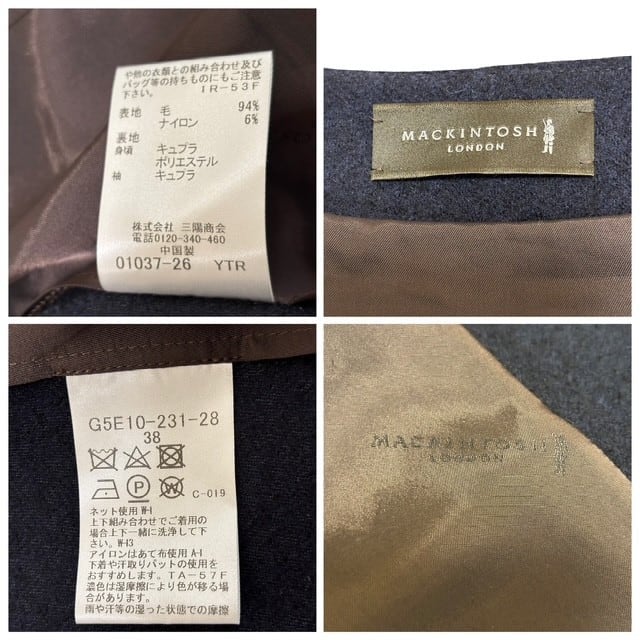 や他の衣類との組み合わせ及び
バッグ等の持ちものにもご注意
下さい。 IR-53F
表地 毛 94%
ナイロン 6%
裏地
身頃 キュプラ
ポリエステル
袖 キュプラ
株式会社 三陽商会
電話0120-340-460
中国製
01037-26 YTR
MACKINTOSH
LONDON
G5E10-231-28
38
C-019
ネット使用 W-1
上下組み合わせでご着用の
場合上下一緒に洗浄して下さ
い。W-13
アイロンはあて布使用 A-1
下着や汗取りパットの使用を
おすすめします。TA-57F
濃色は湿摩擦により色が移る場
合があります。
雨や汗等の湿った状態での摩擦
MACKINTOSH
LONDON